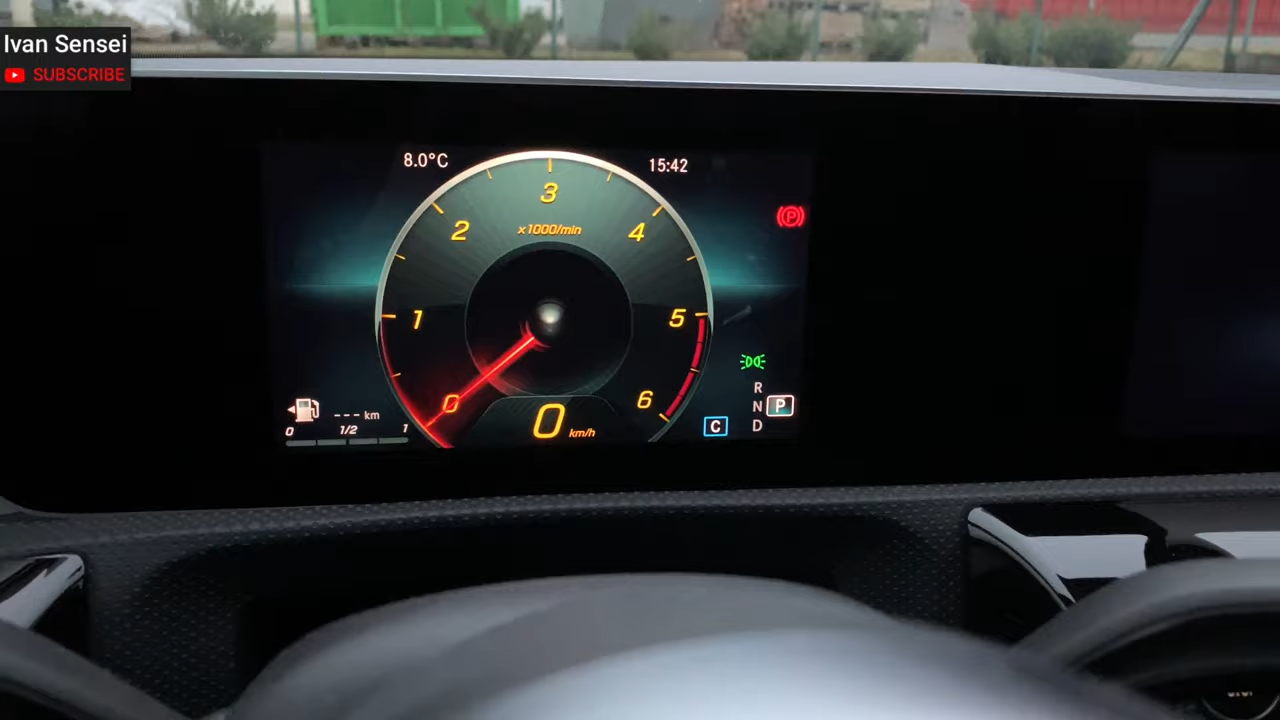 Ivan Sensei
SUBSCRIBE
8.0°C
15:42
3
2
4
x1000/min
P
1
5
R
0
6
N P
--- km
0 1/2 1
0 km/h
C
D